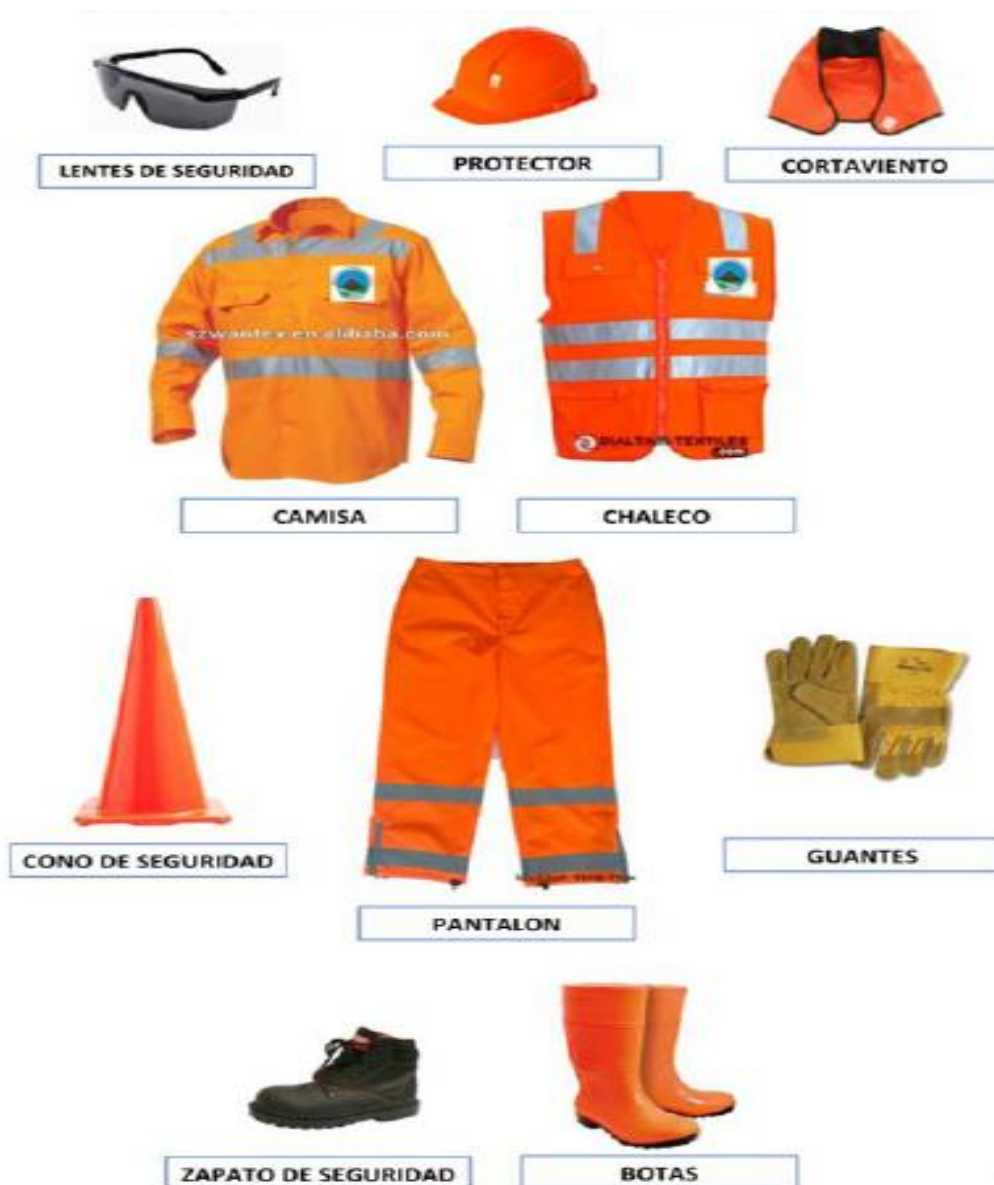 LENTES DE SEGURIDAD
PROTECTOR
CORTAVIENTO
szwantex.en.alibaba.com
CAMISA
CHALECO
CONO DE SEGURIDAD
GUANTES
PANTALON
ZAPATO DE SEGURIDAD
BOTAS